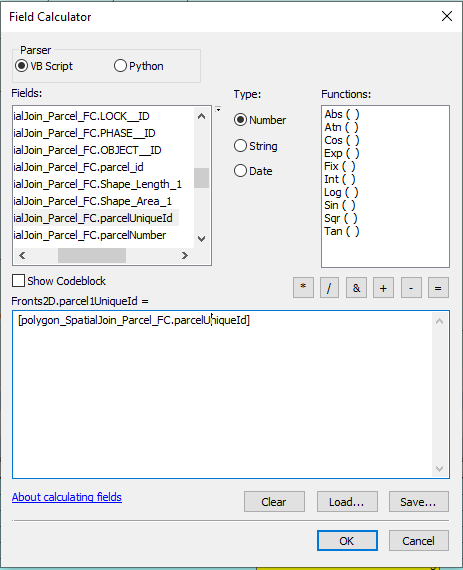 Field Calculator
Parser
VB Script Python
Fields: Type: Functions:
ialJoin_Parcel_FC.LOCK__ID
ialJoin_Parcel_FC.PHASE__ID
ialJoin_Parcel_FC.OBJECT__ID
ialJoin_Parcel_FC.parcel_id
ialJoin_Parcel_FC.Shape_Length_1
ialJoin_Parcel_FC.Shape_Area_1
ialJoin_Parcel_FC.parcelUniqueId
ialJoin_Parcel_FC.parcelNumber
Number
String
Date
Abs ( )
Atn ( )
Cos ( )
Exp ( )
Fix ( )
Int ( )
Log ( )
Sin ( )
Sqr ( )
Tan ( )
Show Codeblock
* / & + - =
Fronts2D.parcel1UniqueId =
[polygon_SpatialJoin_Parcel_FC.parcelUniqueId]
About calculating fields
Clear Load... Save...
OK Cancel